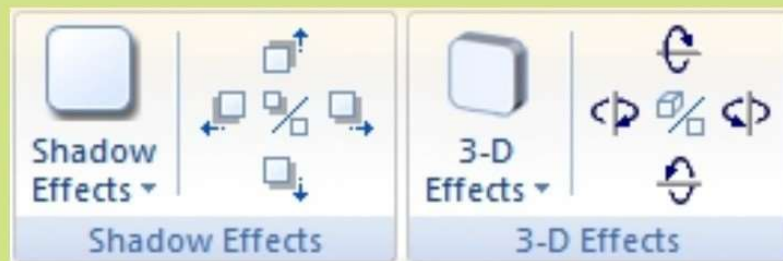 Shadow
Effects
Shadow Effects
3-D
Effects
3-D Effects